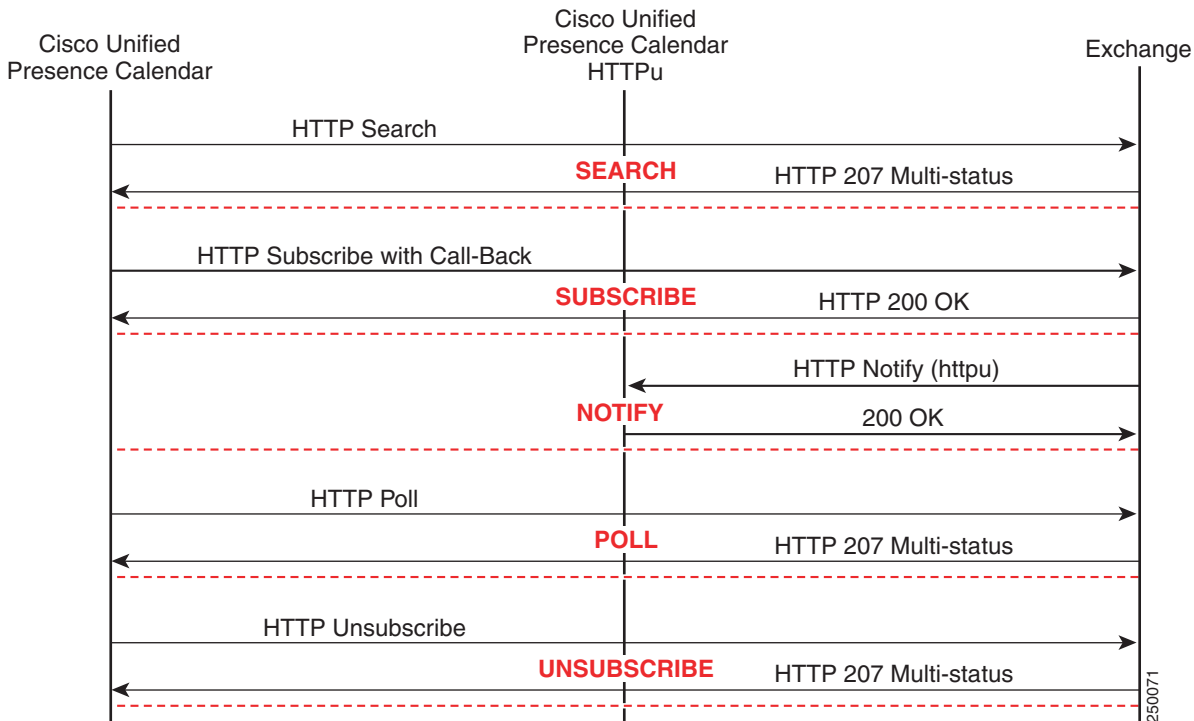 Cisco Unified
Presence Calendar
Cisco Unified
Presence Calendar
HTTPu
Exchange
HTTP Search
SEARCH
HTTP 207 Multi-status
HTTP Subscribe with Call-Back
SUBSCRIBE
HTTP 200 OK
HTTP Notify (httpu)
NOTIFY
200 OK
HTTP Poll
POLL
HTTP 207 Multi-status
HTTP Unsubscribe
UNSUBSCRIBE
HTTP 207 Multi-status
250071